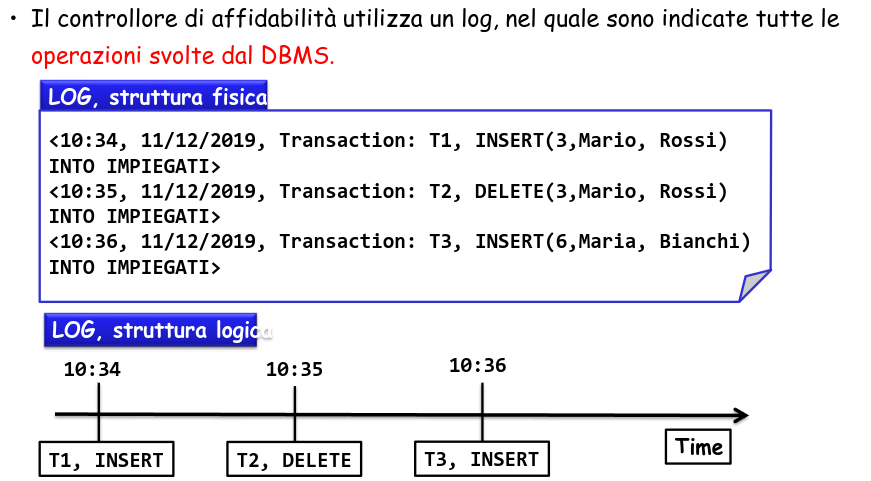 • Il controllore di affidabilità utilizza un log, nel quale sono indicate tutte le
operazioni svolte dal DBMS.
LOG, struttura fisica
<10:34, 11/12/2019, Transaction: T1, INSERT(3,Mario, Rossi)
INTO IMPIEGATI>
<10:35, 11/12/2019, Transaction: T2, DELETE(3,Mario, Rossi)
INTO IMPIEGATI>
<10:36, 11/12/2019, Transaction: T3, INSERT(6,Maria, Bianchi)
INTO IMPIEGATI>
LOG, struttura logica
10:34 10:35 10:36
T1, INSERT T2, DELETE T3, INSERT Time